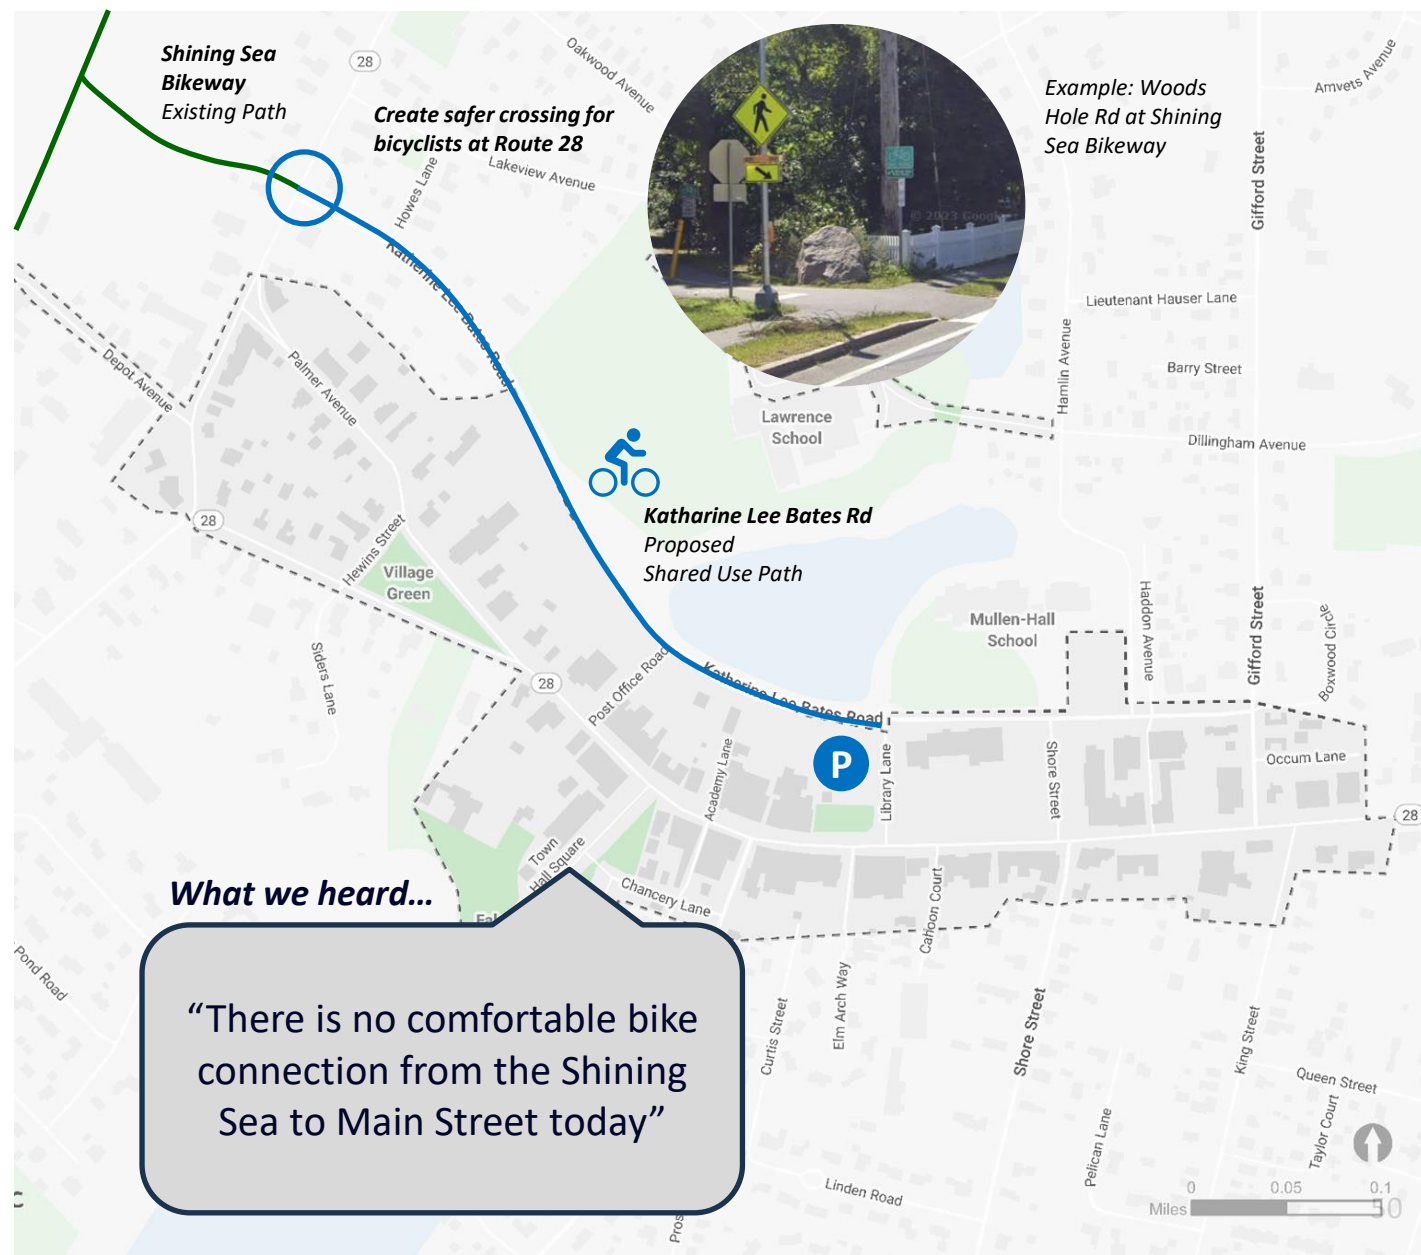 Shining Sea
Bikeway
Existing Path
28
Create safer crossing for
bicyclists at Route 28
Oakwood Avenue
Lakeview Avenue
Howes Lane
© 2023 Google
Example: Woods
Hole Rd at Shining
Sea Bikeway
Amvets Avenue
Gifford Street
Lieutenant Hauser Lane
Hamlin Avenue
Barry Street
Dillingham Avenue
Katherine Lee Bates Road
Depot Avenue
Palmer Avenue
Lawrence
School
28
Hewins Street
Village
Green
Katharine Lee Bates Rd
Proposed
Shared Use Path
Siders Lane
28
Post Office Road
Mullen-Hall
School
Haddon Avenue
Gifford Street
Boxwood Circle
Katherine Lee Bates Road
P
Academy Lane
Library Lane
Shore Street
Occum Lane
28
Town
Hall Square
Chancery Lane
Cahoon Court
What we heard...
Fal
Pond Road
“There is no comfortable bike
connection from the Shining
Sea to Main Street today”
Curtis Street
Elm Arch Way
Shore Street
King Street
Queen Street
Taylor Court
Pelican Lane
Linden Road
Pros
C
0 0.05 0.1
Miles
50